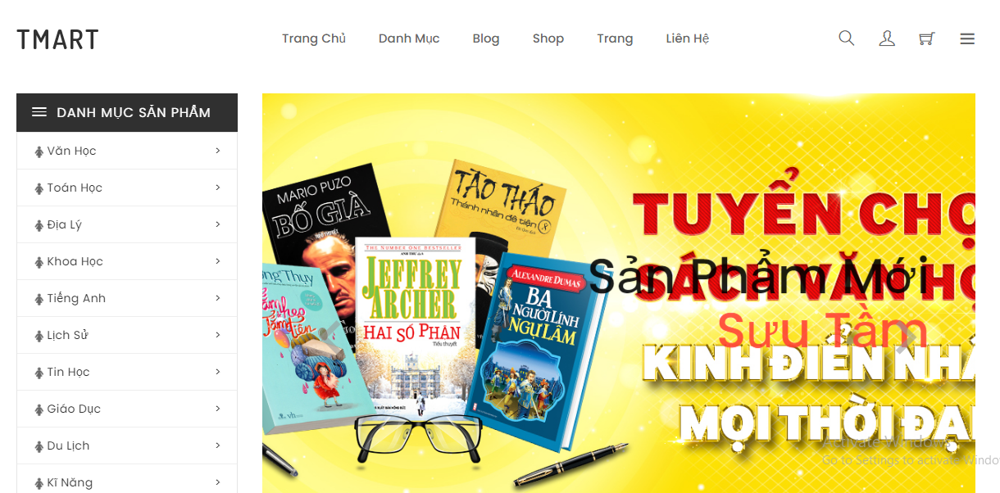 TMART
Trang Chủ
Danh Mục
Blog
Shop
Trang
Liên Hệ
DANH MỤC SẢN PHẨM
Văn Học
Toán Học
Địa Lý
Khoa Học
Tiếng Anh
Lịch Sử
Tin Học
Giáo Dục
Du Lịch
Kĩ Năng
MARIO PUZO
BỐ GIÀ
TÀO THÁO
Thánh nhân đê tiện
THE NUMBER ONE BESTSELLER
JEFFREY
ARCHER
HAI SỐ PHẬN
Tiểu thuyết
ALEXANDRE DUMAS
BA
NGƯỜI LÍNH
NGỰ LÂM
TUYỂN CHỌ
SÁCH VĂN HỌ
Sản Phẩm Mới
Sưu Tầm
KINH ĐIỂN NHẤ
MỌI THỜI ĐẠ
Activate Windows
Go to Settings to activate Windo